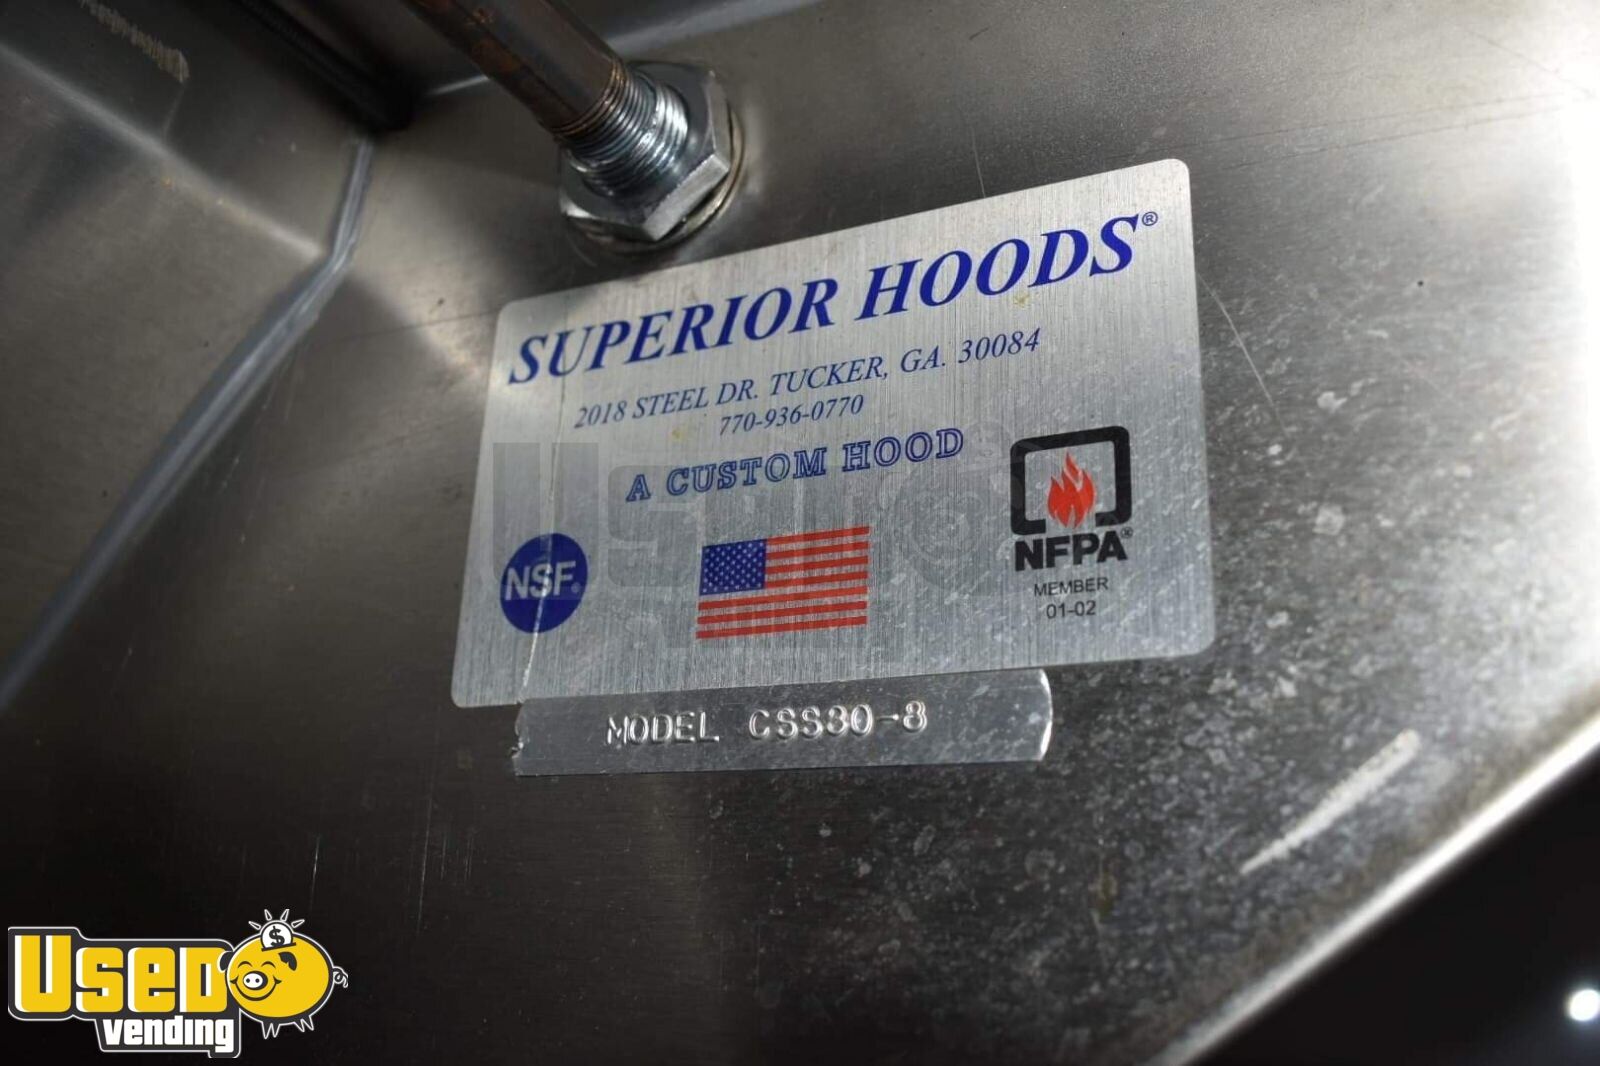 SUPERIOR HOODS®
2018 STEEL DR. TUCKER, GA. 30084
770-936-0770
A CUSTOM HOOD
NSF®
NFPA®
MEMBER
01-02
MODEL CSS80-8
USED
vending